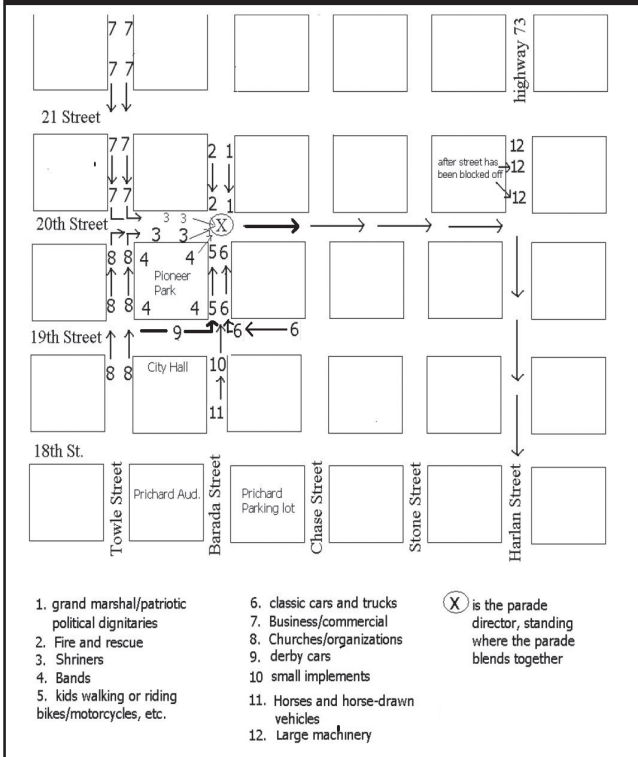 7 7
highway 73
7 7
21 Street
7 7
2 1
12
after street has
12
been blocked off
12
7 7
2 1
20th Street
3 3
X
3 3
8 8
4 4
5 6
Pioneer
Park
8 8
4 4
5 6
19th Street
9
6
6
8 8
City Hall
10
11
18th St.
Towle Street
Prichard Aud.
Barada Street
Prichard
Parking lot
Chase Street
Stone Street
Harlan Street
1. grand marshal/patriotic
political dignitaries
2. Fire and rescue
3. Shriners
4. Bands
5. kids walking or riding
bikes/motorcycles, etc.
6. classic cars and trucks
7. Business/commercial
8. Churches/organizations
9. derby cars
10 small implements
11. Horses and horse-drawn
vehicles
12. Large machinery
X is the parade
director, standing
where the parade
blends together